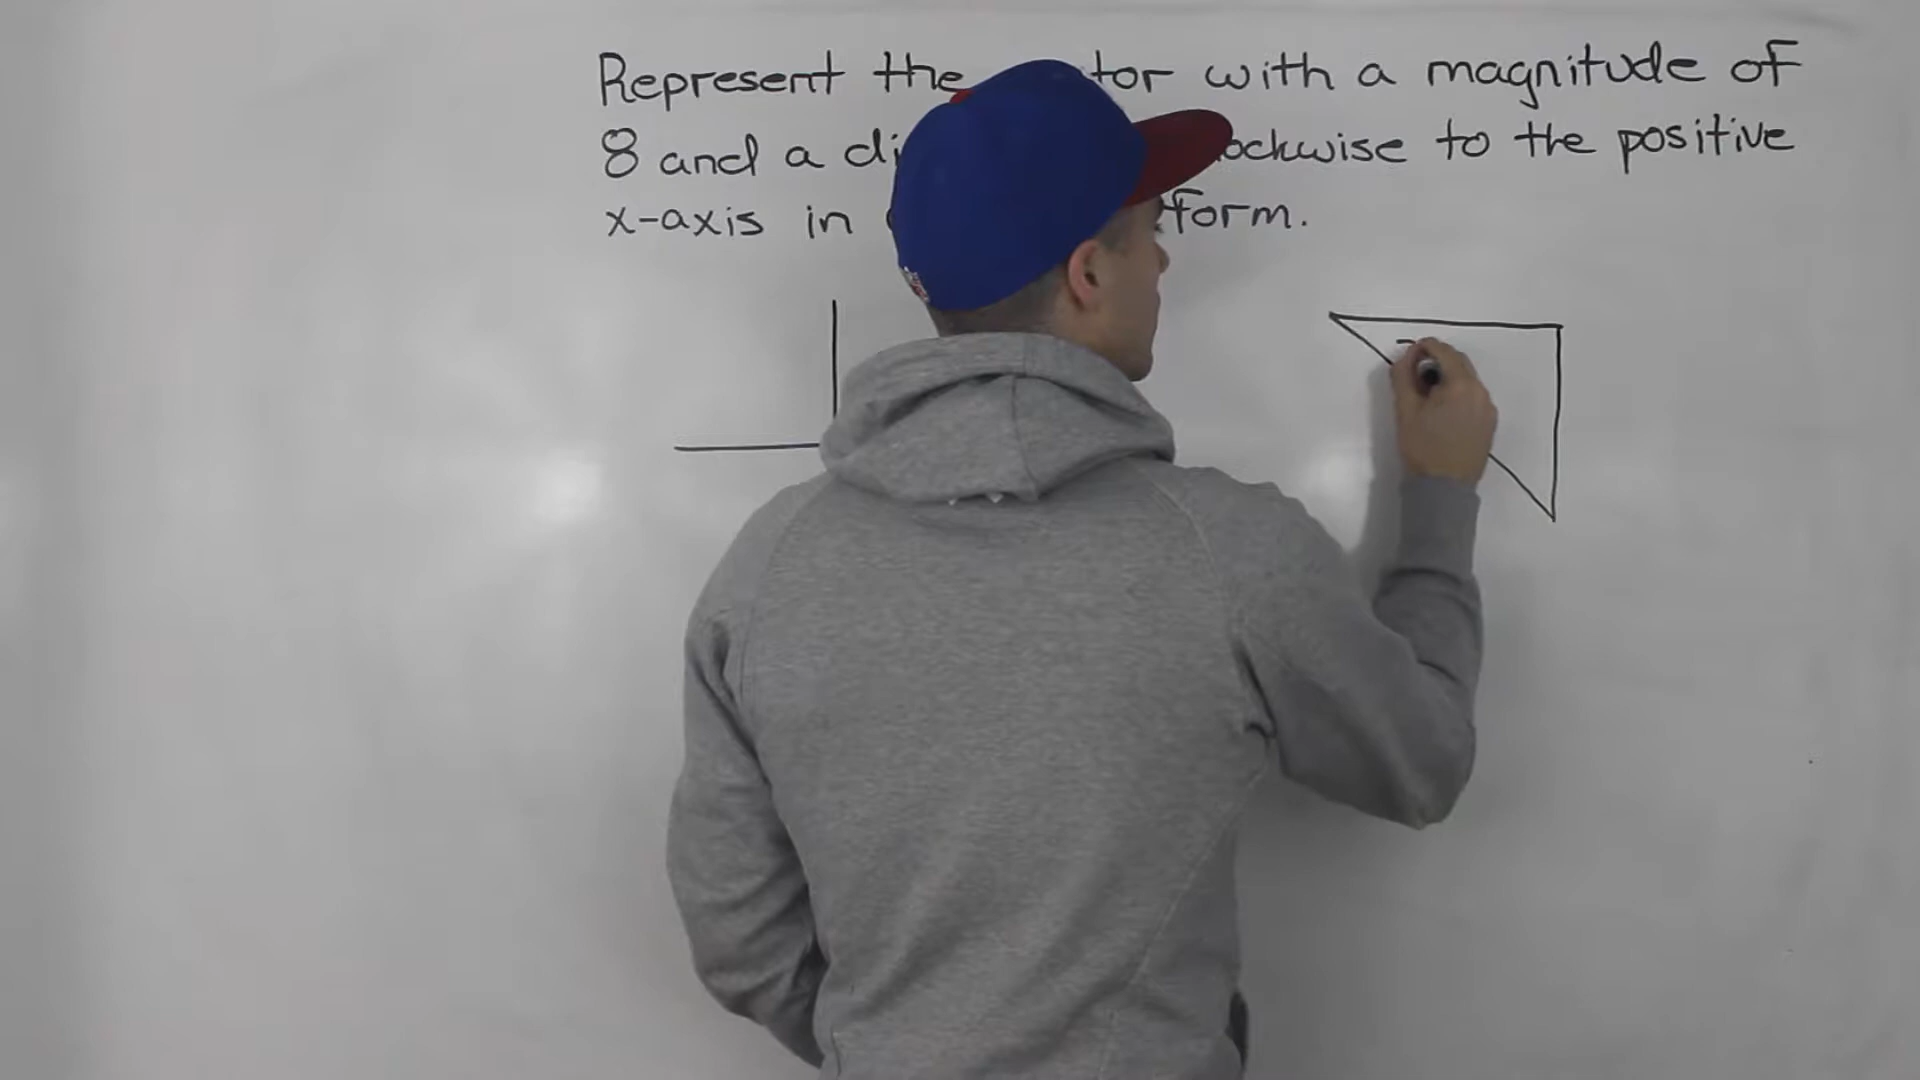 Represent the tor with a magnitude of
8 and a di ockwise to the positive
x-axis in form.